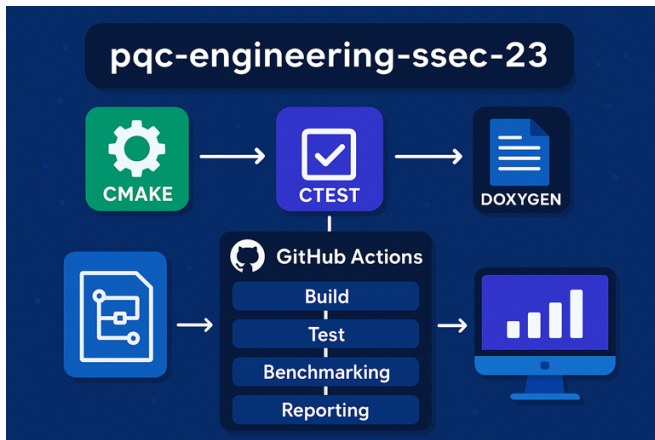 pqc-engineering-ssec-23
CMAKE
CTEST
DOXYGEN
GitHub Actions
Build
Test
Benchmarking
Reporting